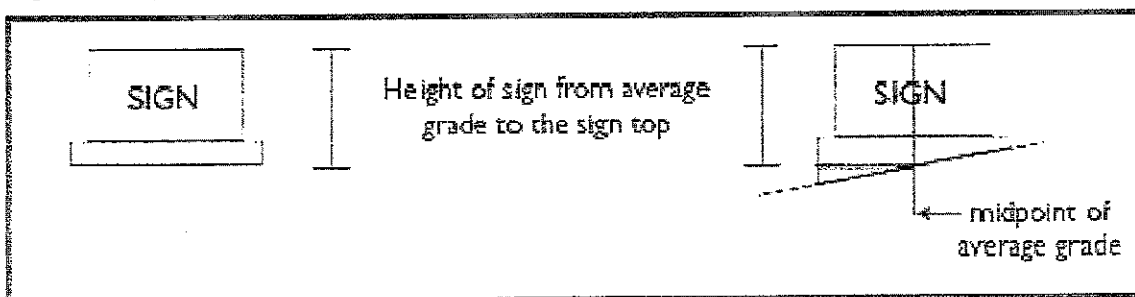 SIGN
Height of sign from average
grade to the sign top
SIGN
midpoint of
average grade